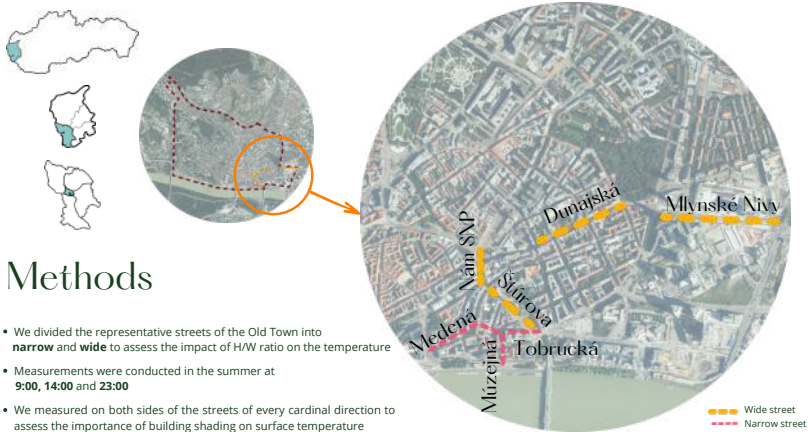 Methods
• We divided the representative streets of the Old Town into
narrow and wide to assess the impact of H/W ratio on the temperature
• Measurements were conducted in the summer at
9:00, 14:00 and 23:00
• We measured on both sides of the streets of every cardinal direction to
assess the importance of building shading on surface temperature
Dunajská
Mlynské Nivy
Nám SNP
Štúrova
Medená
Tobrucká
Múzejná
Wide street
Narrow street